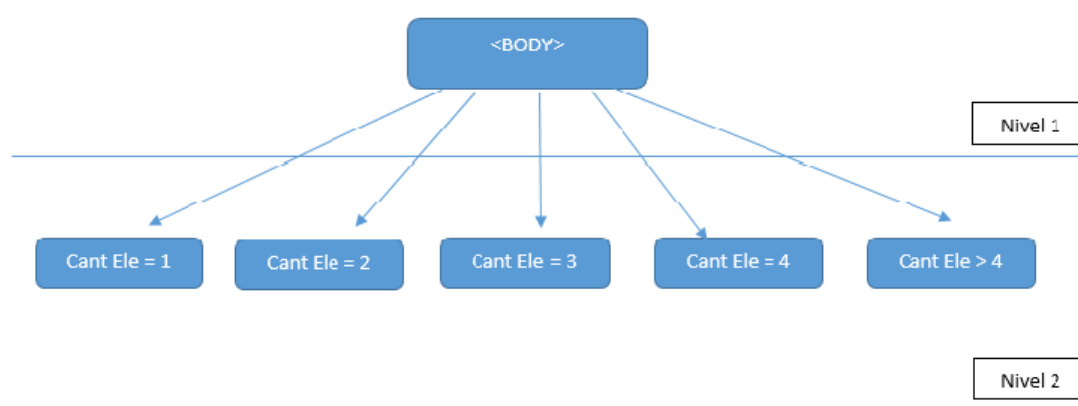 <BODY>
Nivel 1
Cant Ele = 1
Cant Ele = 2
Cant Ele = 3
Cant Ele = 4
Cant Ele > 4
Nivel 2